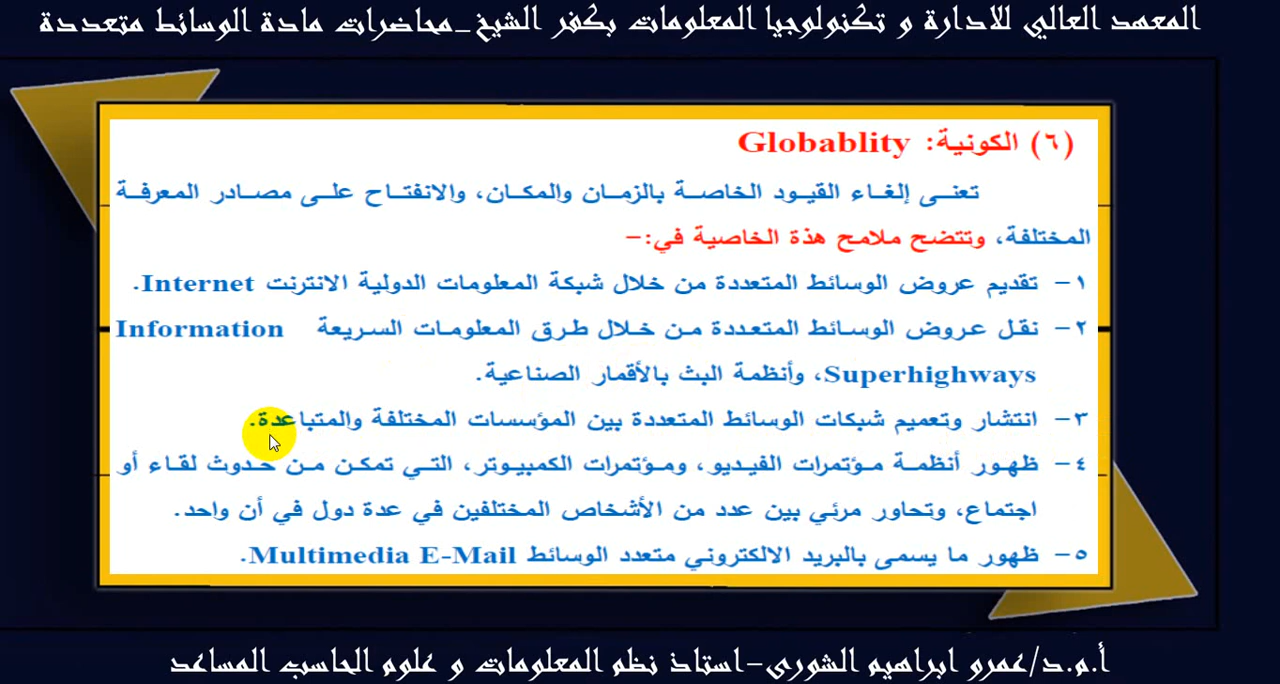 المعهد العالي للادارة و تكنولوجيا المعلومات بكفر الشيخ_محاضرات مادة الوسائط متعددة
(٦) الكونية: Globablity
تعنى إلغاء القيود الخاصة بالزمان والمكان، والانفتاح على مصادر المعرفة
المختلفة، وتتضح ملامح هذة الخاصية في:-
١- تقديم عروض الوسائط المتعددة من خلال شبكة المعلومات الدولية الانترنت Internet.
٢- نقل عروض الوسائط المتعددة من خلال طرق المعلومات السريعة Information
Superhighways، وأنظمة البث بالأقمار الصناعية.
٣- انتشار وتعميم شبكات الوسائط المتعددة بين المؤسسات المختلفة والمتباعدة.
٤- ظهور أنظمة مؤتمرات الفيديو، ومؤتمرات الكمبيوتر، التي تمكن من حدوث لقاء أو
اجتماع، وتحاور مرئي بين عدد من الأشخاص المختلفين في عدة دول في أن واحد.
٥- ظهور ما يسمى بالبريد الالكتروني متعدد الوسائط Multimedia E-Mail.
أ.م.د/عمرو ابراهيم الشورى-استاذ نظم المعلومات و علوم الحاسب المساعد